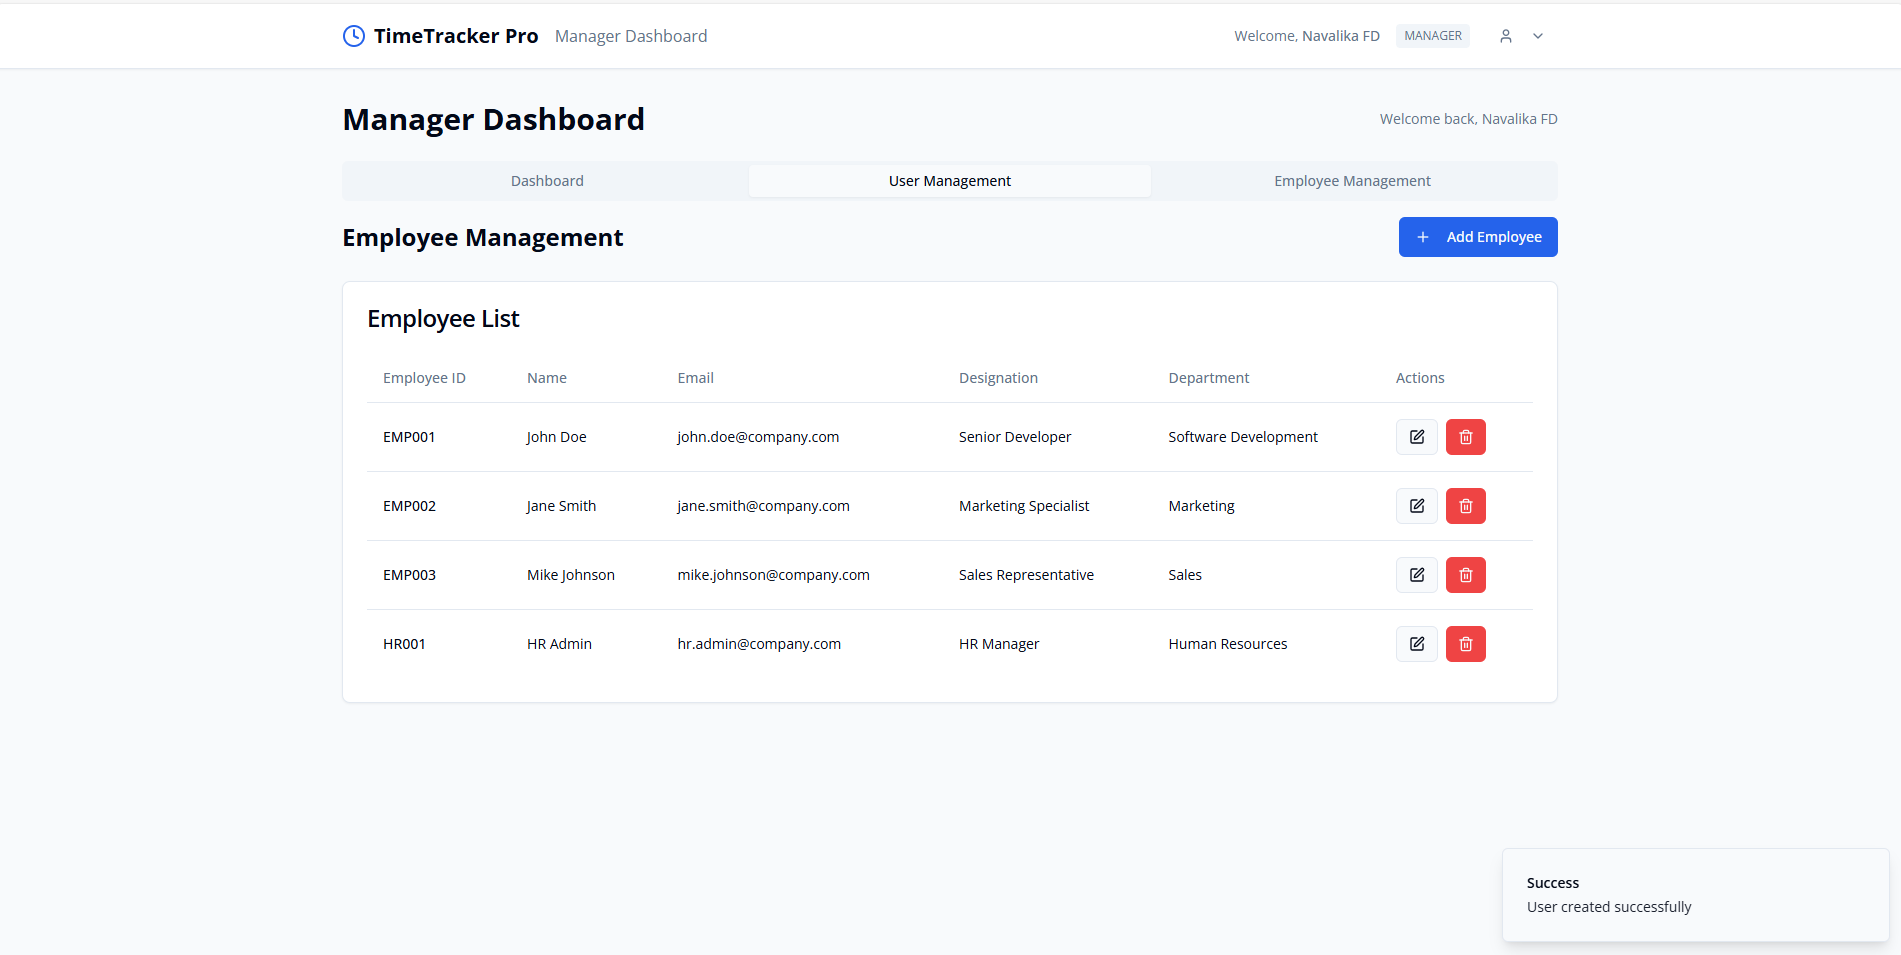 TimeTracker Pro Manager Dashboard Welcome, Navalika FD MANAGER
Manager Dashboard Welcome back, Navalika FD
Dashboard User Management Employee Management
Employee Management + Add Employee
Employee List
Employee ID Name Email Designation Department Actions
EMP001 John Doe john.doe@company.com Senior Developer Software Development
EMP002 Jane Smith jane.smith@company.com Marketing Specialist Marketing
EMP003 Mike Johnson mike.johnson@company.com Sales Representative Sales
HR001 HR Admin hr.admin@company.com HR Manager Human Resources
Success
User created successfully